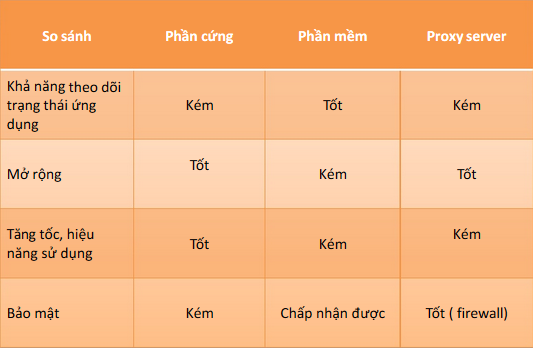 So sánh Phần cứng Phần mềm Proxy server
Khả năng theo dõi
trạng thái ứng
dụng
Kém Tốt Kém
Mở rộng Tốt Kém Tốt
Tăng tốc, hiệu
năng sử dụng
Tốt Kém Kém
Bảo mật Kém Chấp nhận được Tốt ( firewall)